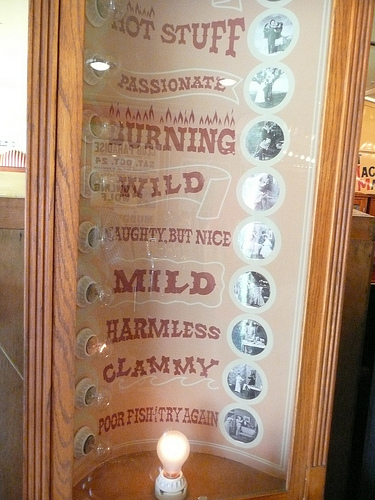 HOT STUFF
PASSIONATE
BURNING
WILD
NAUGHTY, BUT NICE
MILD
HARMLESS
CLAMMY
POOR FISH! TRY AGAIN